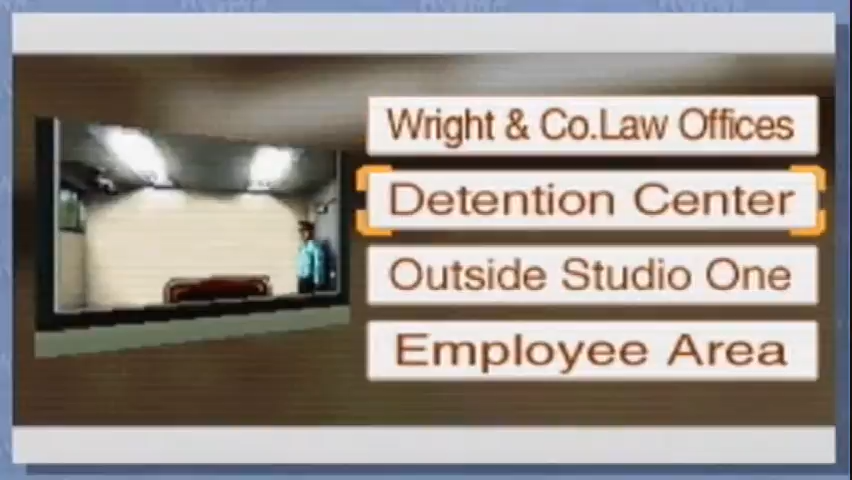 Wright & Co.Law Offices
Detention Center
Outside Studio One
Employee Area